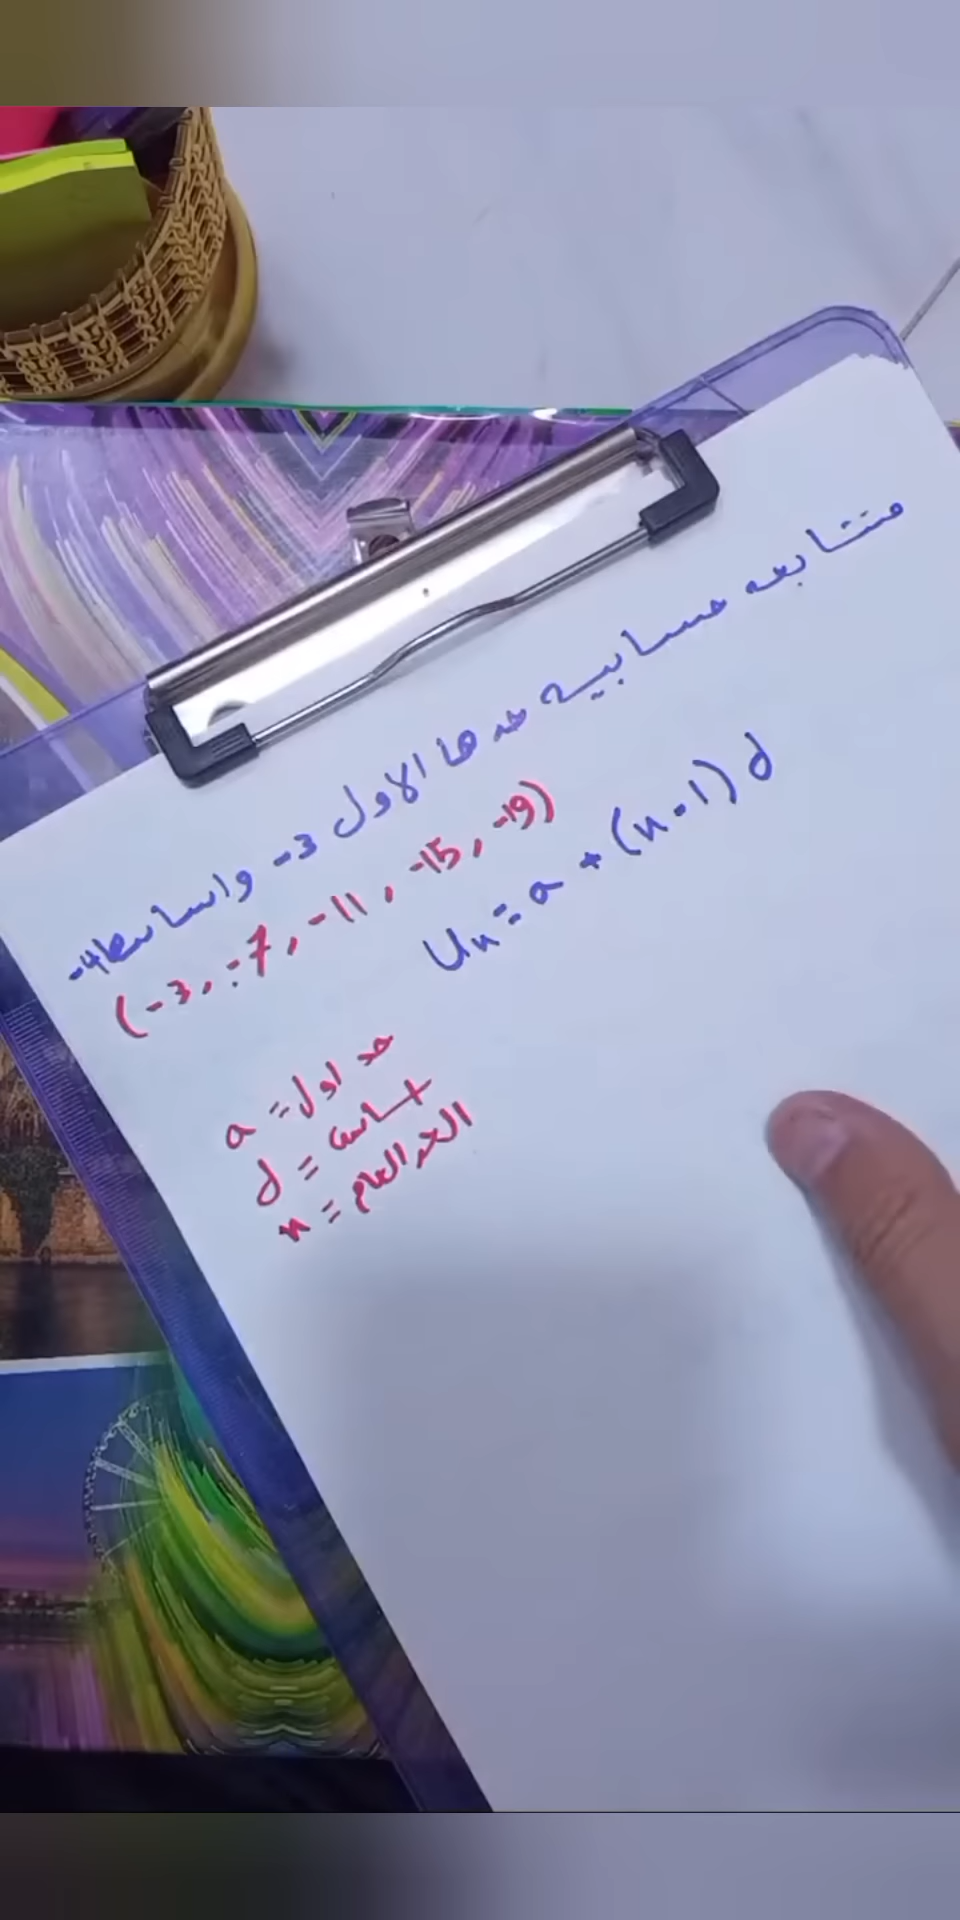 متتابعه حسابيه حدها الاول 3- واساسها 4-
(-3, -7, -11, -15, -19)
Un = a + (n-1) d
a = حد اول
d = اساس
n = الحد العام